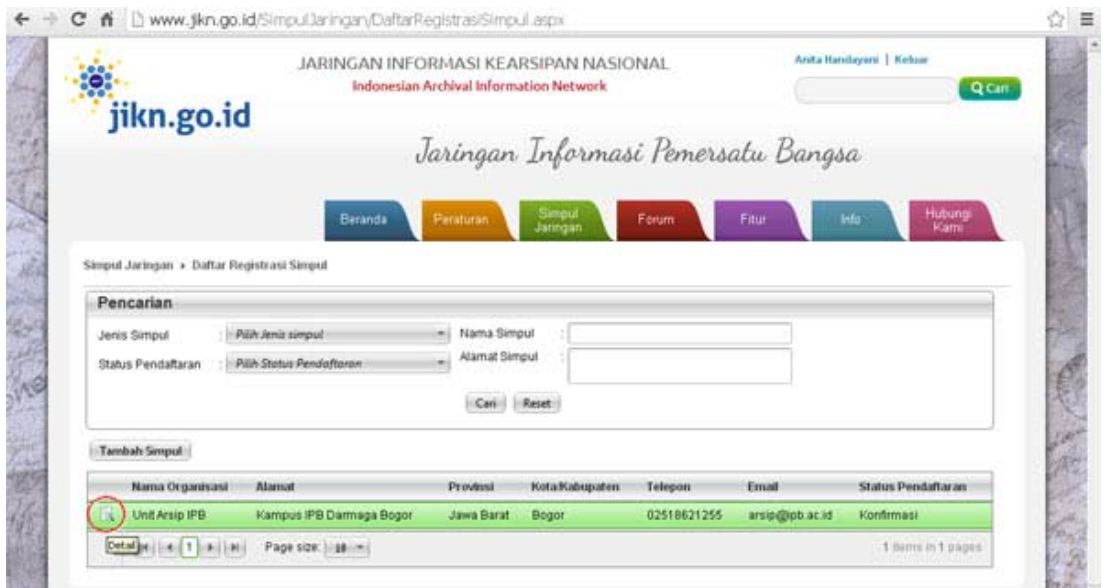 www.jikn.go.id/SimpulJaringan/DaftarRegistrasiSimpul.aspx
JARINGAN INFORMASI KEARSIPAN NASIONAL
Anita Handayani | Keluar
Indonesian Archival Information Network
Cari
jikn.go.id
Jaringan Informasi Pemersatu Bangsa
Beranda Peraturan Simpul Jaringan Forum Fitur Info Hubungi Kami
Simpul Jaringan Daftar Registrasi Simpul
Pencarian
Jenis Simpul : Pilih Jenis simpul Nama Simpul :
Status Pendaftaran : Pilih Status Pendaftaran Alamat Simpul :
Cari Reset
Tambah Simpul
Nama Organisasi Alamat Provinsi Kota/Kabupaten Telepon Email Status Pendaftaran
Unit Arsip IPB Kampus IPB Darmaga Bogor Jawa Barat Bogor 02518621255 arsip@ipb.ac.id Konfirmasi
Detail 1 Page size: 10 1 items in 1 pages